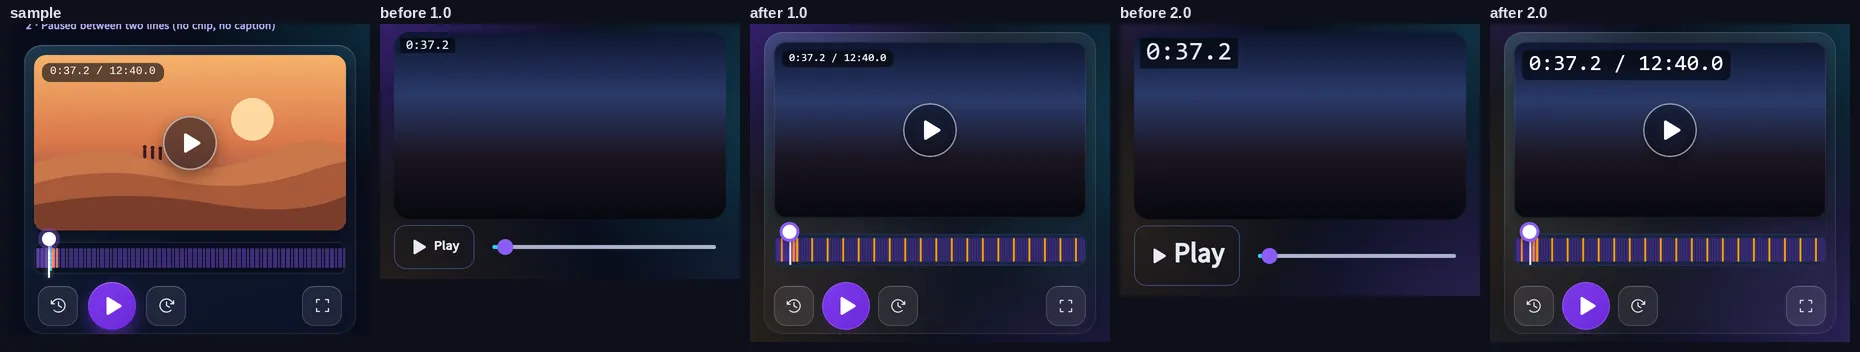 sample
before 1.0
after 1.0
before 2.0
after 2.0
2 · Paused between two lines (no chip, no caption)
0:37.2 / 12:40.0
0:37.2
0:37.2 / 12:40.0
0:37.2
0:37.2 / 12:40.0
Play
Play